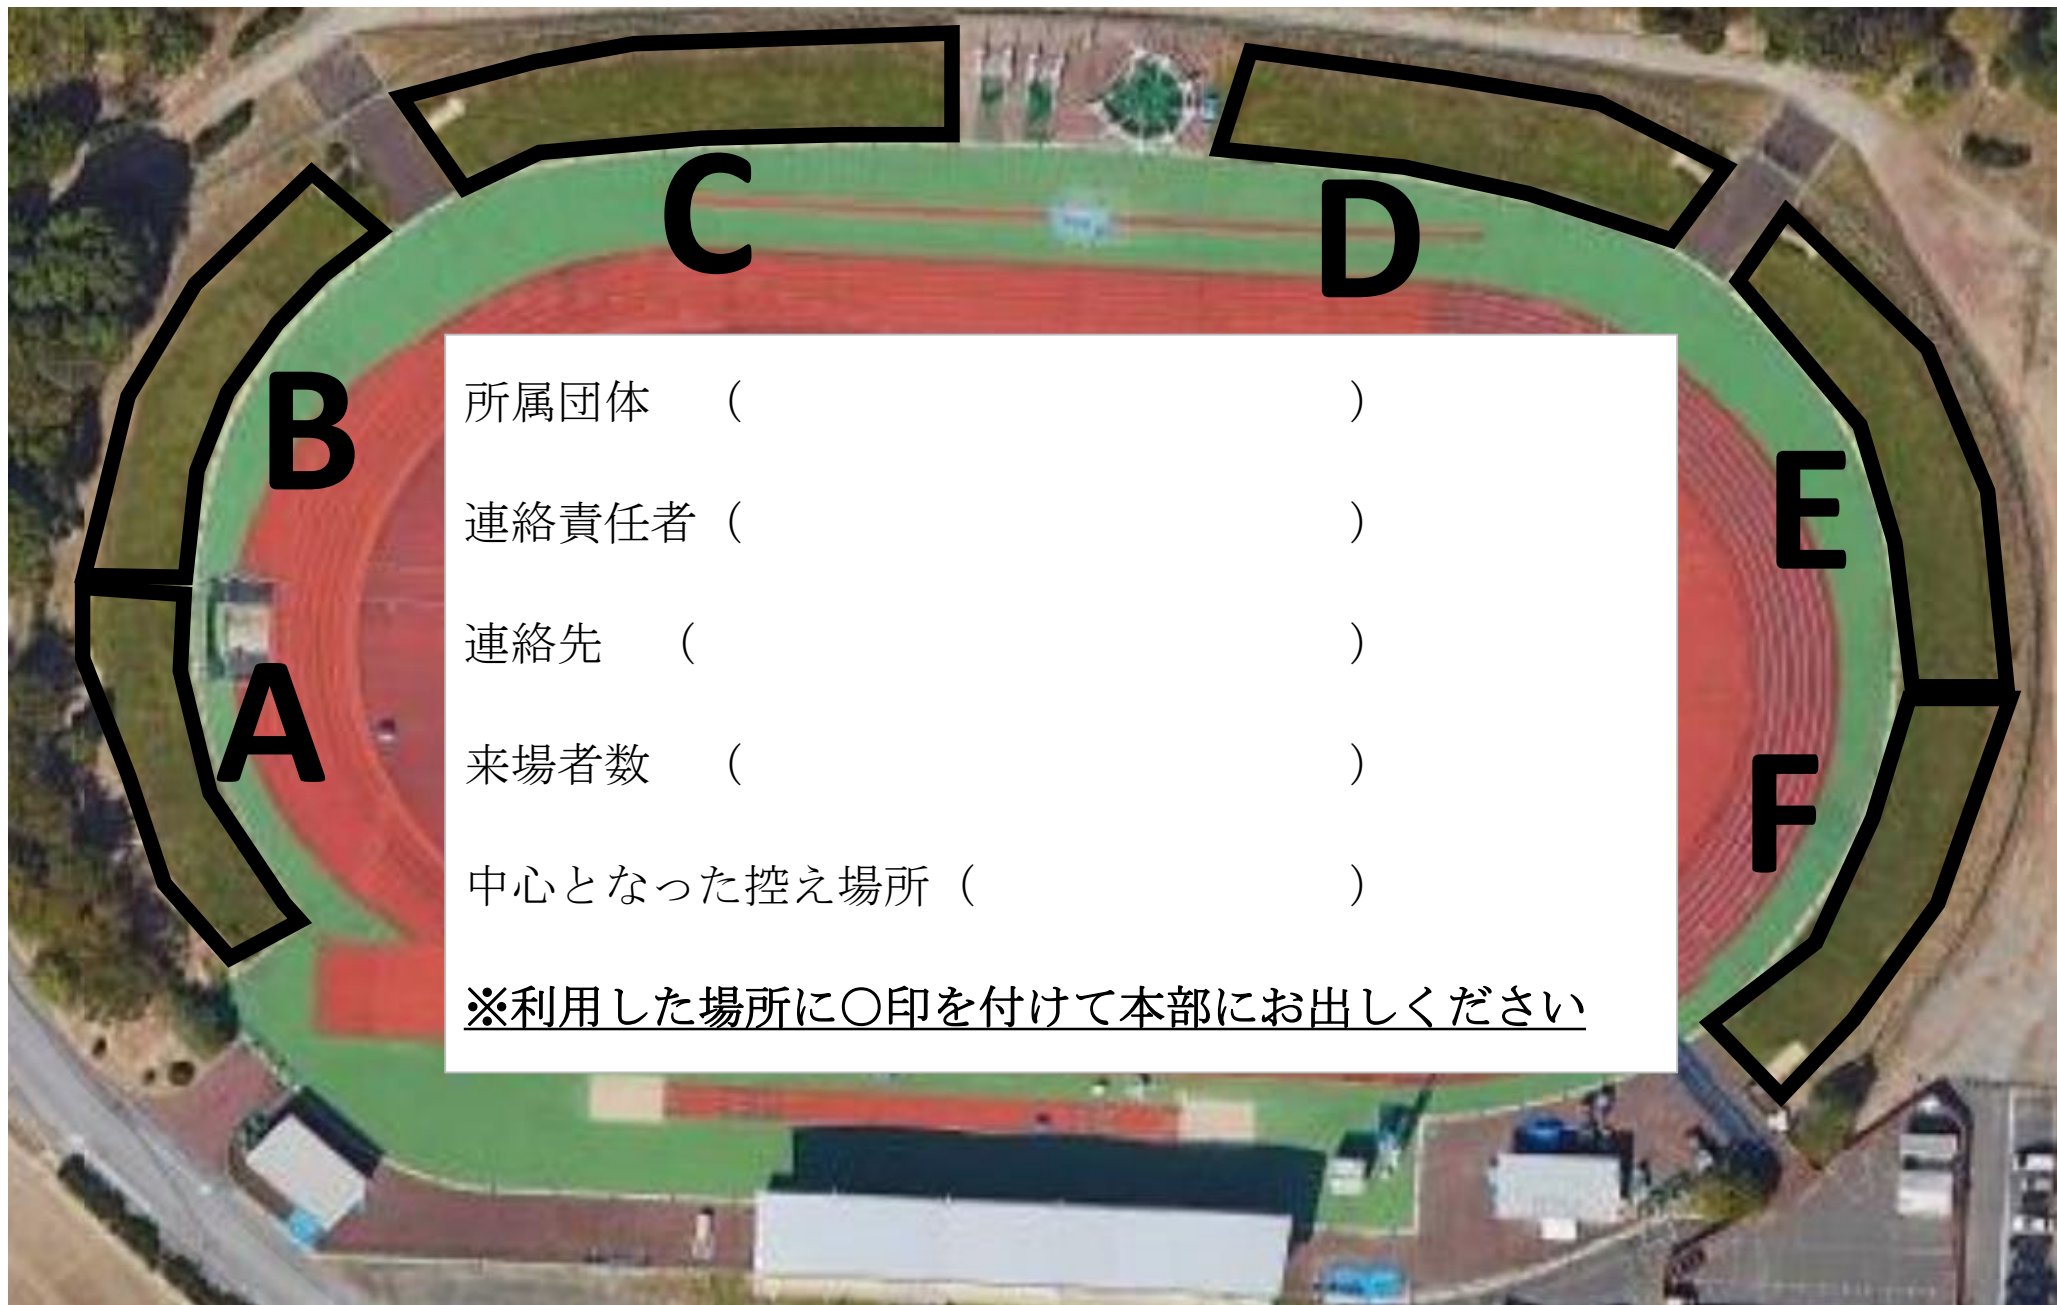 C
D
B
E
A
F
所属団体　（　　　　　　　　　　　　　）
連絡責任者（　　　　　　　　　　　　　）
連絡先　（　　　　　　　　　　　　　　）
来場者数　（　　　　　　　　　　　　　）
中心となった控え場所（　　　　　　　　）
※利用した場所に〇印を付けて本部にお出しください